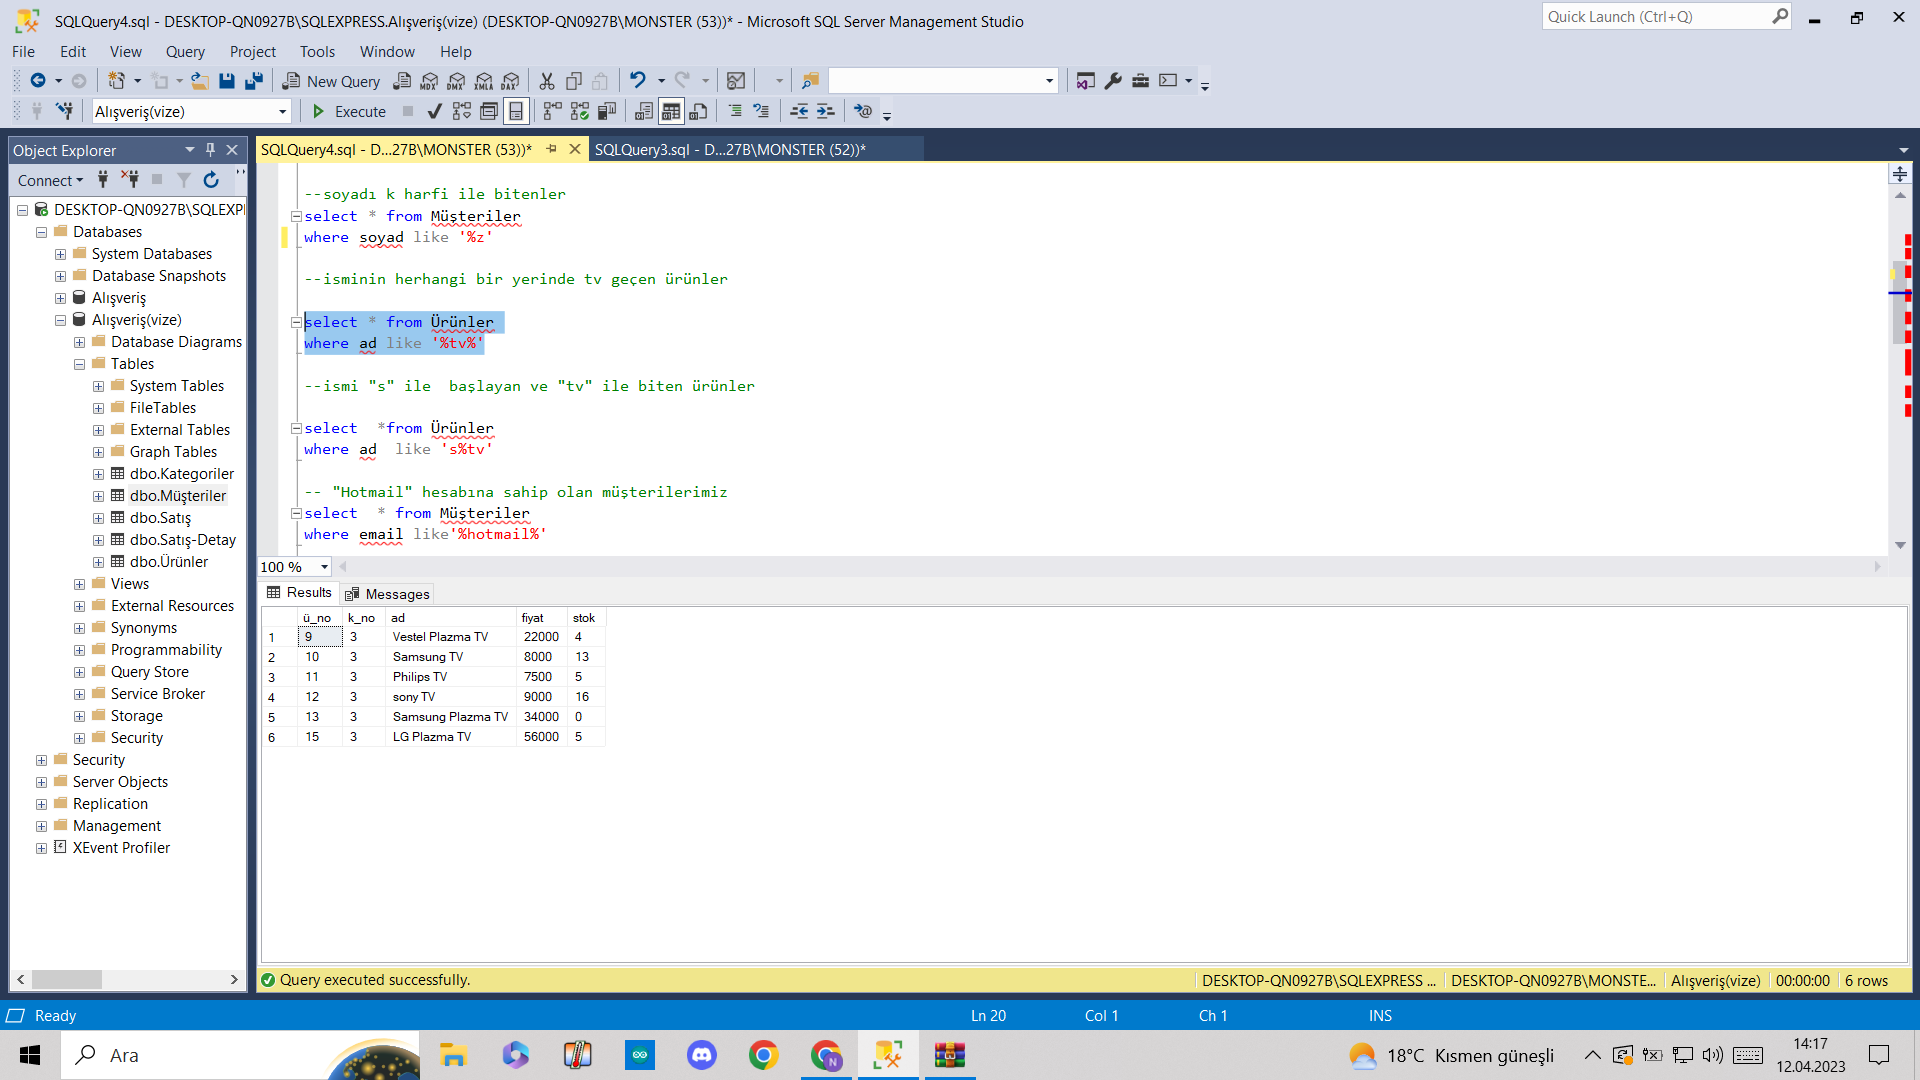 SQLQuery4.sql - DESKTOP-QN0927B\SQLEXPRESS.Alışveriş(vize) (DESKTOP-QN0927B\MONSTER (53))* - Microsoft SQL Server Management Studio
Quick Launch (Ctrl+Q)
File Edit View Query Project Tools Window Help
New Query MDX DMX XMLA DAX
Alışveriş(vize) Execute
Object Explorer
Connect
DESKTOP-QN0927B\SQLEXPI
Databases
System Databases
Database Snapshots
Alışveriş
Alışveriş(vize)
Database Diagrams
Tables
System Tables
FileTables
External Tables
Graph Tables
dbo.Kategoriler
dbo.Müşteriler
dbo.Satış
dbo.Satış-Detay
dbo.Ürünler
Views
External Resources
Synonyms
Programmability
Query Store
Service Broker
Storage
Security
Security
Server Objects
Replication
Management
XEvent Profiler
SQLQuery4.sql - D...27B\MONSTER (53))* SQLQuery3.sql - D...27B\MONSTER (52))*
--soyadı k harfi ile bitenler
select * from Müşteriler
where soyad like '%z'
--isminin herhangi bir yerinde tv geçen ürünler
select * from Ürünler
where ad like '%tv%'
--ismi "s" ile  başlayan ve "tv" ile biten ürünler
select  *from Ürünler
where ad  like 's%tv'
-- "Hotmail" hesabına sahip olan müşterilerimiz
select  * from Müşteriler
where email like'%hotmail%'
100 %
Results Messages
ü_no k_no ad fiyat stok
1 9 3 Vestel Plazma TV 22000 4
2 10 3 Samsung TV 8000 13
3 11 3 Philips TV 7500 5
4 12 3 sony TV 9000 16
5 13 3 Samsung Plazma TV 34000 0
6 15 3 LG Plazma TV 56000 5
Query executed successfully. DESKTOP-QN0927B\SQLEXPRESS ... DESKTOP-QN0927B\MONSTE... Alışveriş(vize) 00:00:00 6 rows
Ready Ln 20 Col 1 Ch 1 INS
Ara
N
18°C Kısmen güneşli
14:17
12.04.2023